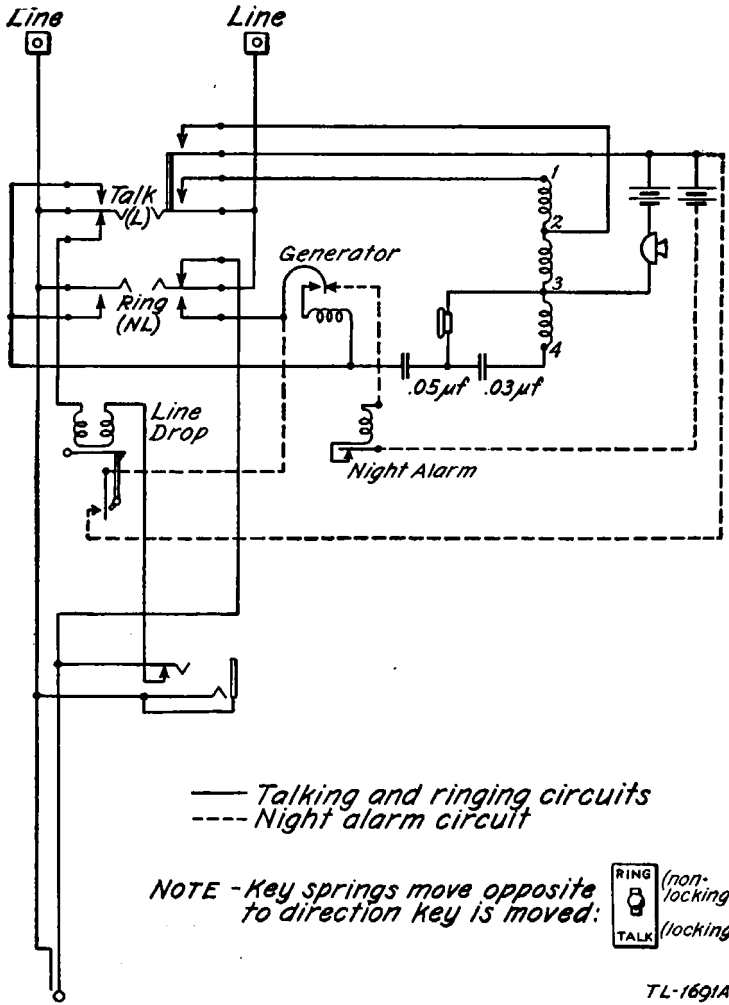 Line Line
Talk
(L)
1
2
3
4
Generator
Ring
(NL)
.05μf .03μf
Line
Drop
Night Alarm
Talking and ringing circuits
Night alarm circuit
NOTE - Key springs move opposite
to direction key is moved:
RING (non-
locking
TALK (locking
TL-1691A